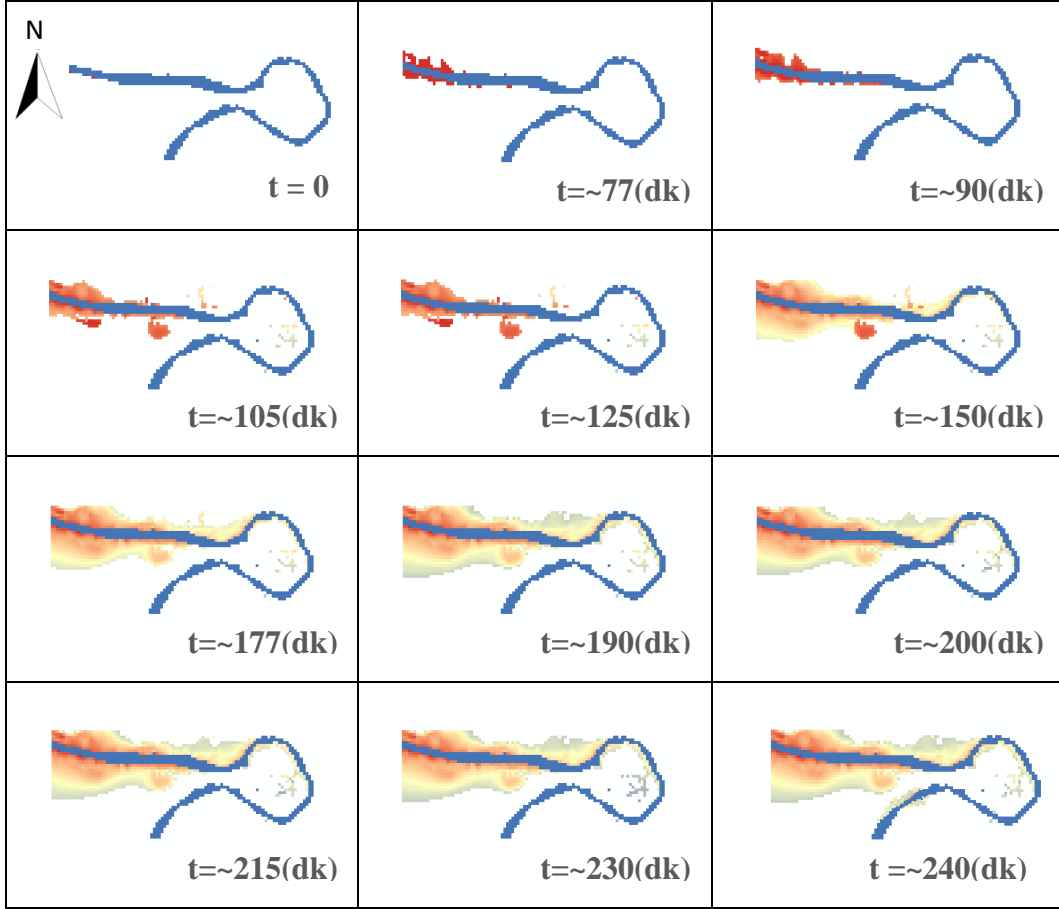 N
t = 0
t=~77(dk)
t=~90(dk)
t=~105(dk)
t=~125(dk)
t=~150(dk)
t=~177(dk)
t=~190(dk)
t=~200(dk)
t=~215(dk)
t=~230(dk)
t =~240(dk)